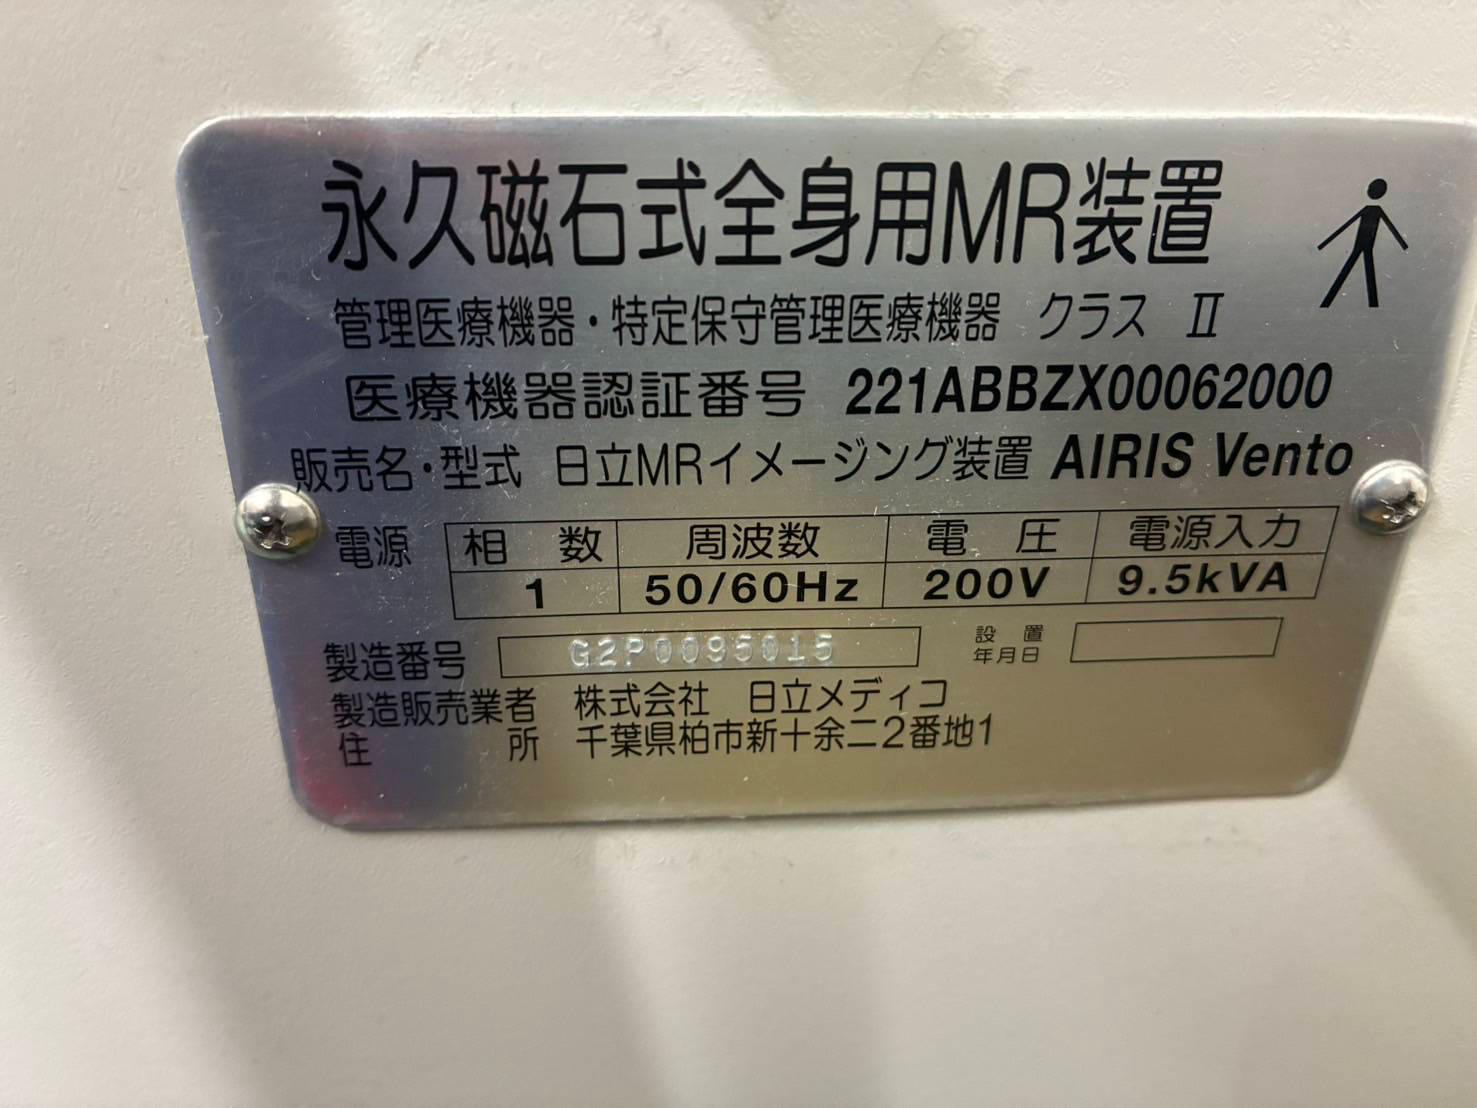 永久磁石式全身用MR装置
管理医療機器・特定保守管理医療機器 クラス Ⅱ
医療機器認証番号 221ABBZX00062000
販売名・型式 日立MRイメージング装置 AIRIS Vento
電源 相数 周波数 電圧 電源入力
1 50/60Hz 200V 9.5kVA
製造番号 G2P0095015 設置年月日
製造販売業者 株式会社 日立メディコ
住所 千葉県柏市新十余二2番地1